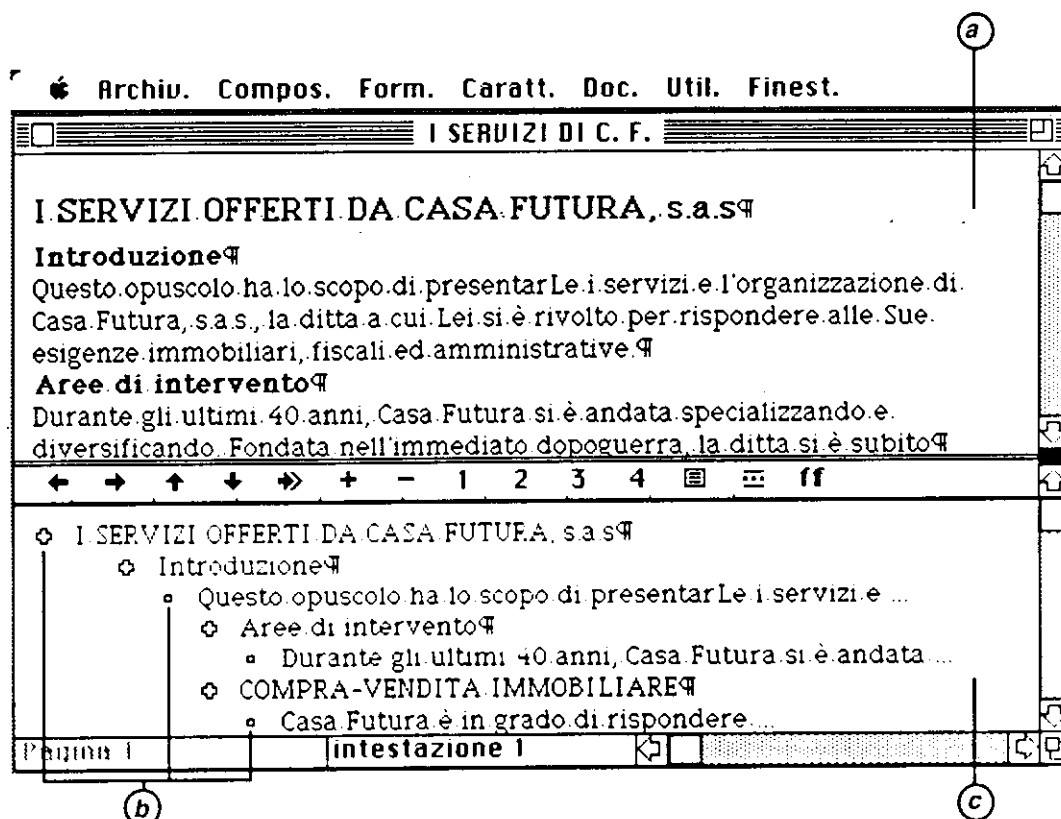 a
Archiv. Compos. Form. Caratt. Doc. Util. Finest.
I SERVIZI DI C. F.
I SERVIZI OFFERTI DA CASA FUTURA, s.a.s¶
Introduzione¶
Questo opuscolo ha lo scopo di presentarLe i servizi e l'organizzazione di
Casa Futura, s.a.s., la ditta a cui Lei si è rivolto per rispondere alle Sue
esigenze immobiliari, fiscali ed amministrative.¶
Aree di intervento¶
Durante gli ultimi 40 anni, Casa Futura si è andata specializzando e
diversificando. Fondata nell'immediato dopoguerra, la ditta si è subito¶
+ − 1 2 3 4 ff
I SERVIZI OFFERTI DA CASA FUTURA, s.a.s¶
Introduzione¶
Questo opuscolo ha lo scopo di presentarLe i servizi e ...
Aree di intervento¶
Durante gli ultimi 40 anni, Casa Futura si è andata ...
COMPRA-VENDITA IMMOBILIARE¶
Casa Futura è in grado di rispondere ...
Pagina 1 intestazione 1
b c